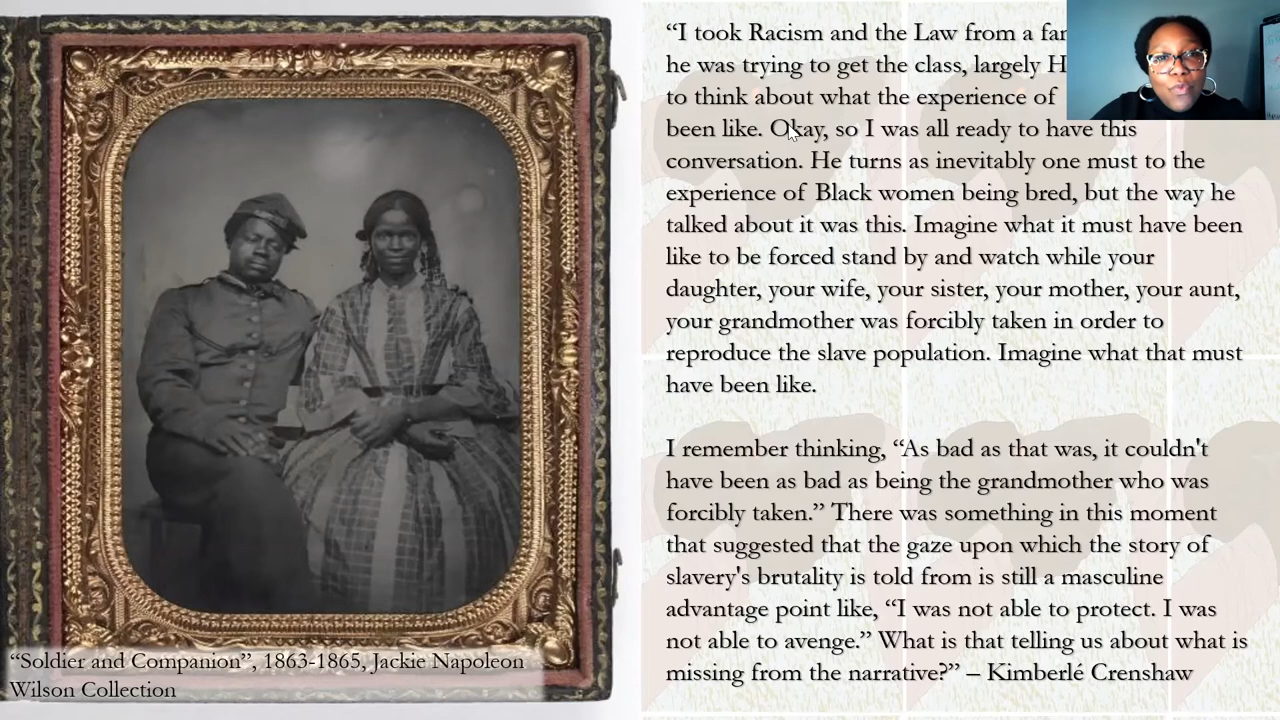 “I took Racism and the Law from a
he was trying to get the class, largely
to think about what the experience of
been like. Okay, so I was all ready to have this
conversation. He turns as inevitably one must to the
experience of Black women being bred, but the way he
talked about it was this. Imagine what it must have been
like to be forced stand by and watch while your
daughter, your wife, your sister, your mother, your aunt,
your grandmother was forcibly taken in order to
reproduce the slave population. Imagine what that must
have been like.
I remember thinking, “As bad as that was, it couldn't
have been as bad as being the grandmother who was
forcibly taken.” There was something in this moment
that suggested that the gaze upon which the story of
slavery's brutality is told from is still a masculine
advantage point like, “I was not able to protect. I was
not able to avenge.” What is that telling us about what is
missing from the narrative?” – Kimberlé Crenshaw
“Soldier and Companion”, 1863-1865, Jackie Napoleon
Wilson Collection